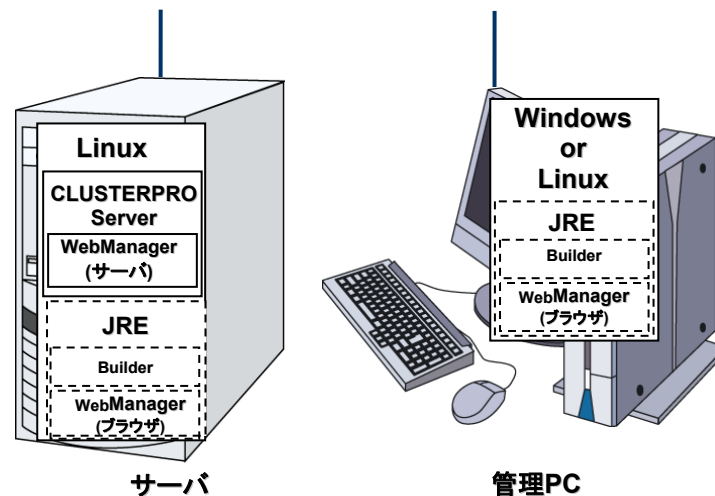 Linux
CLUSTERPRO
Server
WebManager
(サーバ)
JRE
Builder
WebManager
(ブラウザ)
サーバ
Windows
or
Linux
JRE
Builder
WebManager
(ブラウザ)
管理PC